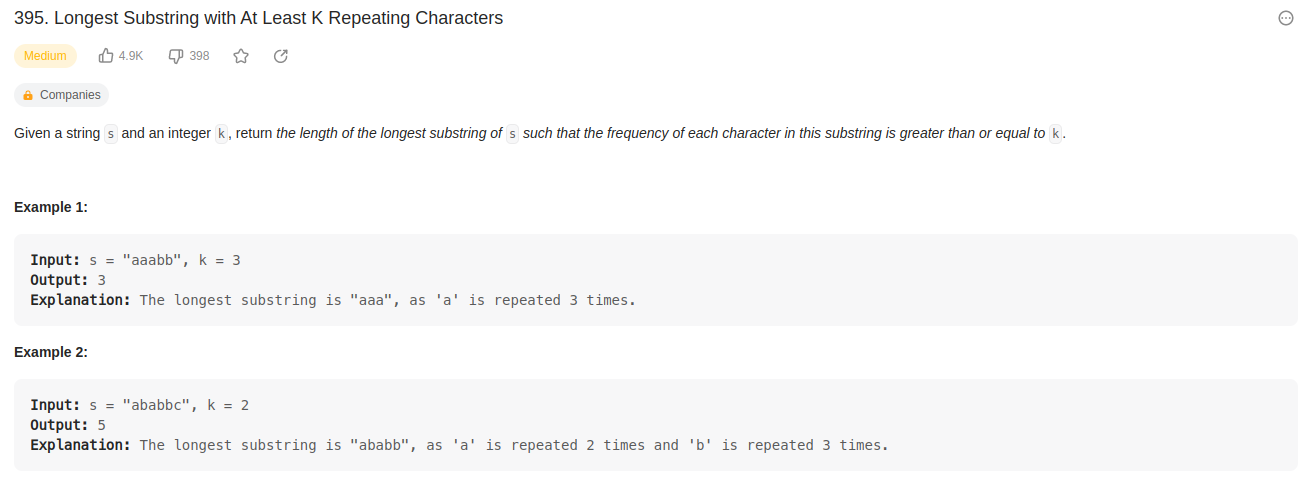 395. Longest Substring with At Least K Repeating Characters
Medium 4.9K 398
Companies
Given a string s and an integer k, return the length of the longest substring of s such that the frequency of each character in this substring is greater than or equal to k.
Example 1:
Input: s = "aaabb", k = 3
Output: 3
Explanation: The longest substring is "aaa", as 'a' is repeated 3 times.
Example 2:
Input: s = "ababbc", k = 2
Output: 5
Explanation: The longest substring is "ababb", as 'a' is repeated 2 times and 'b' is repeated 3 times.